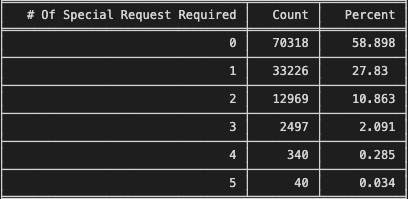 # Of Special Request Required Count Percent
0 70318 58.898
1 33226 27.83
2 12969 10.863
3 2497 2.091
4 340 0.285
5 40 0.034